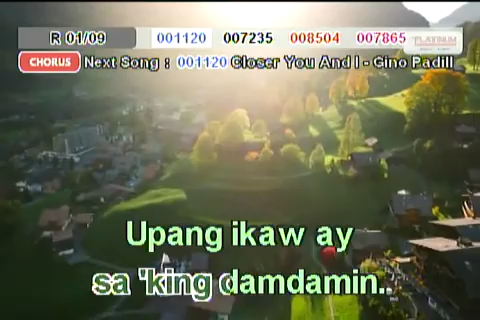 R 01/09 001120 007235 008504 007865 PLATINUM
CHORUS Next Song : 001120 Closer You And I - Gino Padill
Upang ikaw ay
sa 'king damdamin.